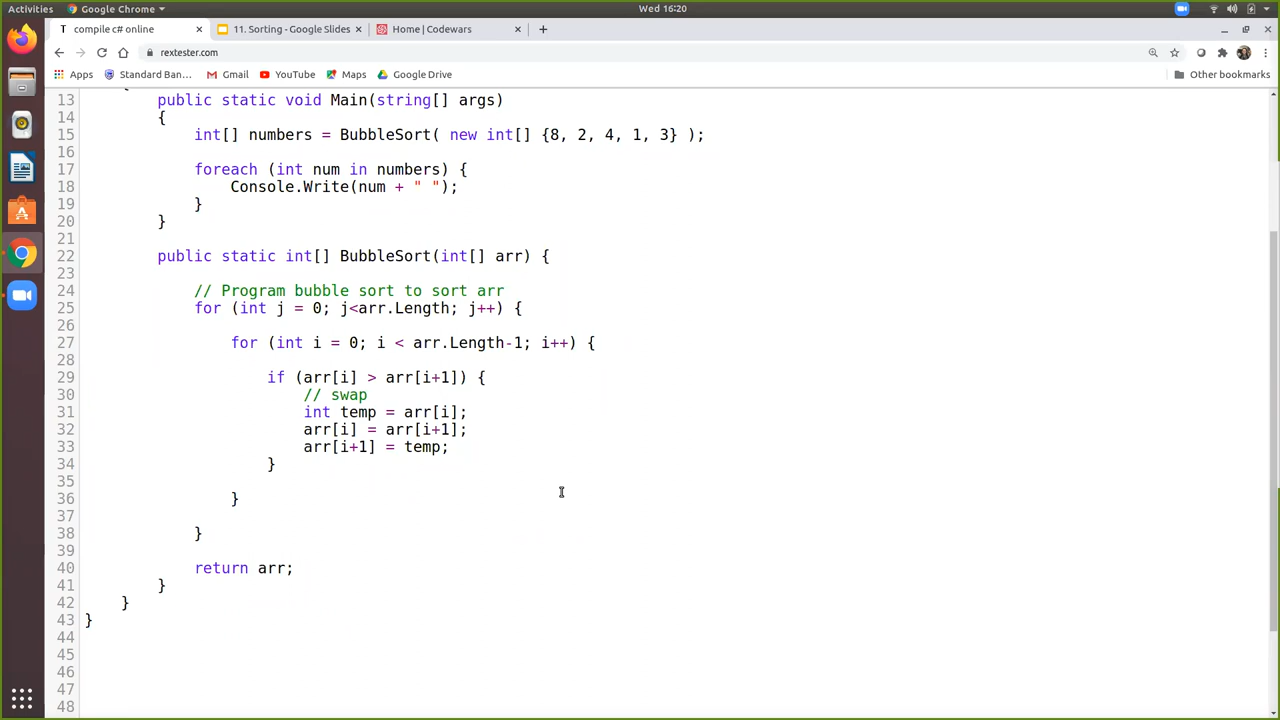 Activities Google Chrome Wed 16:20
T compile c# online 11. Sorting - Google Slides Home | Codewars
rextester.com
Apps Standard Ban... Gmail YouTube Maps Google Drive Other bookmarks
{
13 public static void Main(string[] args)
14 {
15 int[] numbers = BubbleSort( new int[] {8, 2, 4, 1, 3} );
16
17 foreach (int num in numbers) {
18 Console.Write(num + " ");
19 }
20 }
21
22 public static int[] BubbleSort(int[] arr) {
23
24 // Program bubble sort to sort arr
25 for (int j = 0; j<arr.Length; j++) {
26
27 for (int i = 0; i < arr.Length-1; i++) {
28
29 if (arr[i] > arr[i+1]) {
30 // swap
31 int temp = arr[i];
32 arr[i] = arr[i+1];
33 arr[i+1] = temp;
34 }
35
36 }
37
38 }
39
40 return arr;
41 }
42 }
43 }
44
45
46
47
48